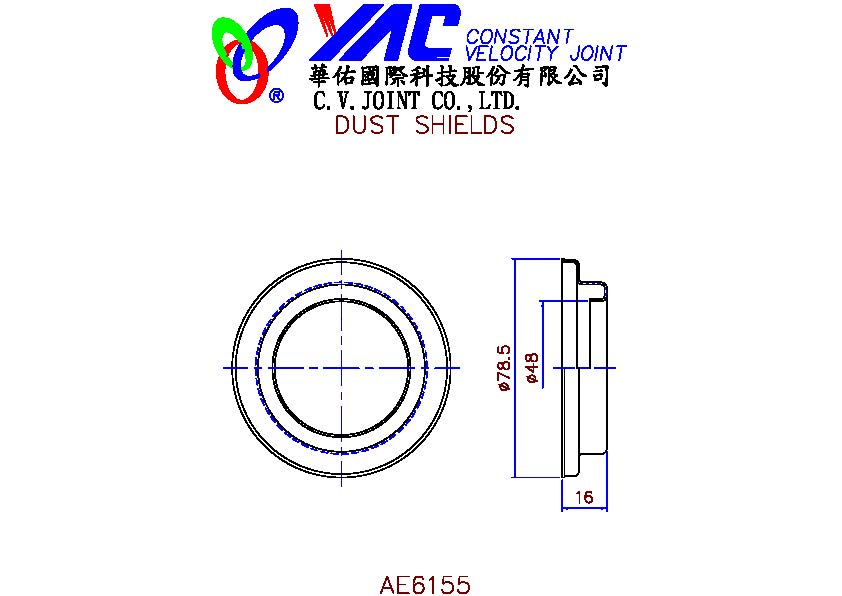 YAC CONSTANT
VELOCITY JOINT
華佑國際科技股份有限公司
®
C.V.JOINT CO.,LTD.
DUST SHIELDS
ø78.5
ø48
16
AE6155